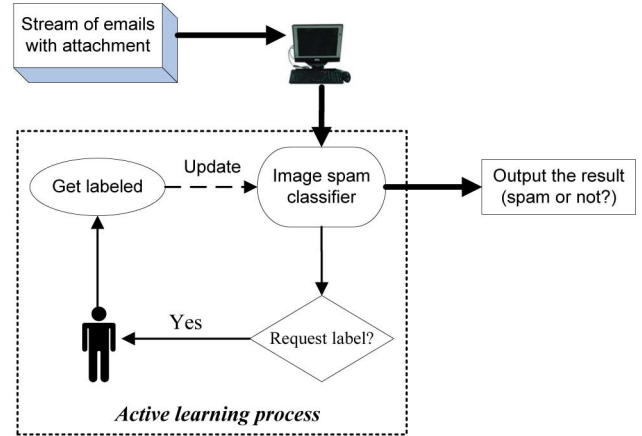 Stream of emails
with attachment
Update
Get labeled
Image spam
classifier
Output the result
(spam or not?)
Yes
Request label?
Active learning process